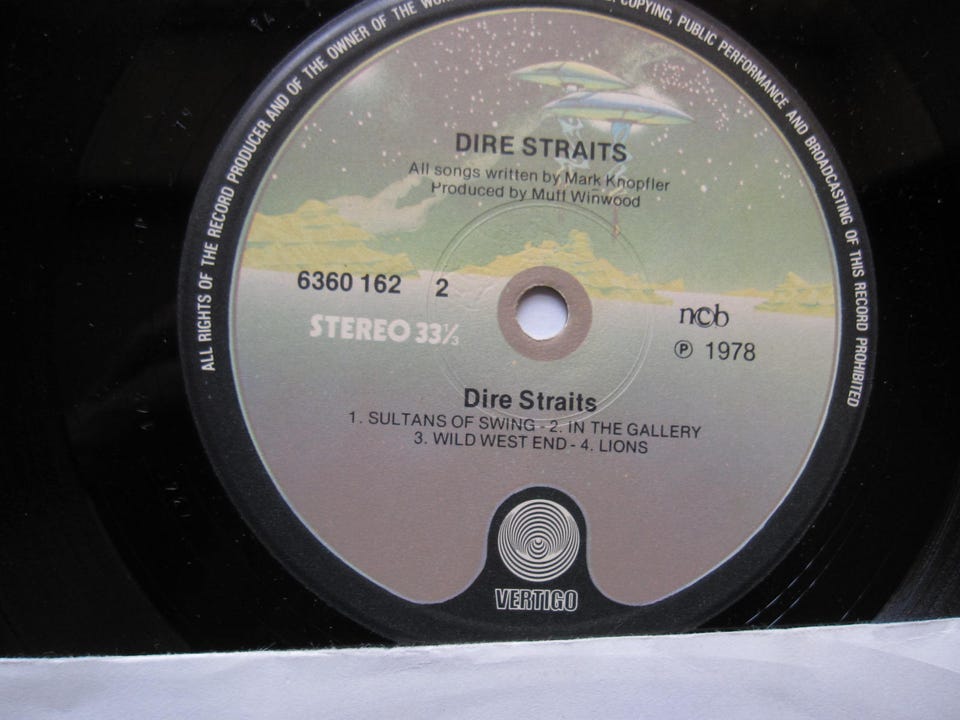 ALL RIGHTS OF THE RECORD PRODUCER AND OF THE OWNER OF THE
COPYING, PUBLIC PERFORMANCE AND BROADCASTING OF THIS RECORD PROHIBITED
DIRE STRAITS
All songs written by Mark Knopfler
Produced by Muff Winwood
6360 162 2
ncb
STEREO 33⅓
℗ 1978
Dire Straits
1. SULTANS OF SWING - 2. IN THE GALLERY
3. WILD WEST END - 4. LIONS
VERTIGO